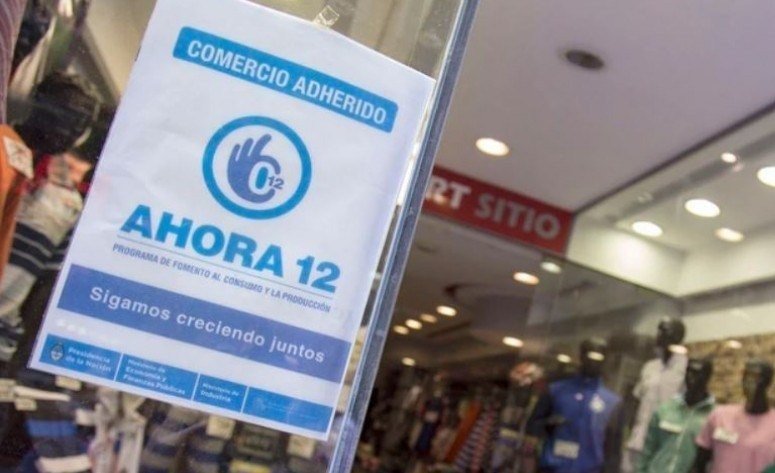 COMERCIO ADHERIDO
12
AHORA 12
PROGRAMA DE FOMENTO AL CONSUMO Y LA PRODUCCIÓN
Sigamos creciendo juntos
Presidencia
de la Nación
Ministerio de
Economía y
Finanzas Públicas
Ministerio de
Industria
RT SITIO